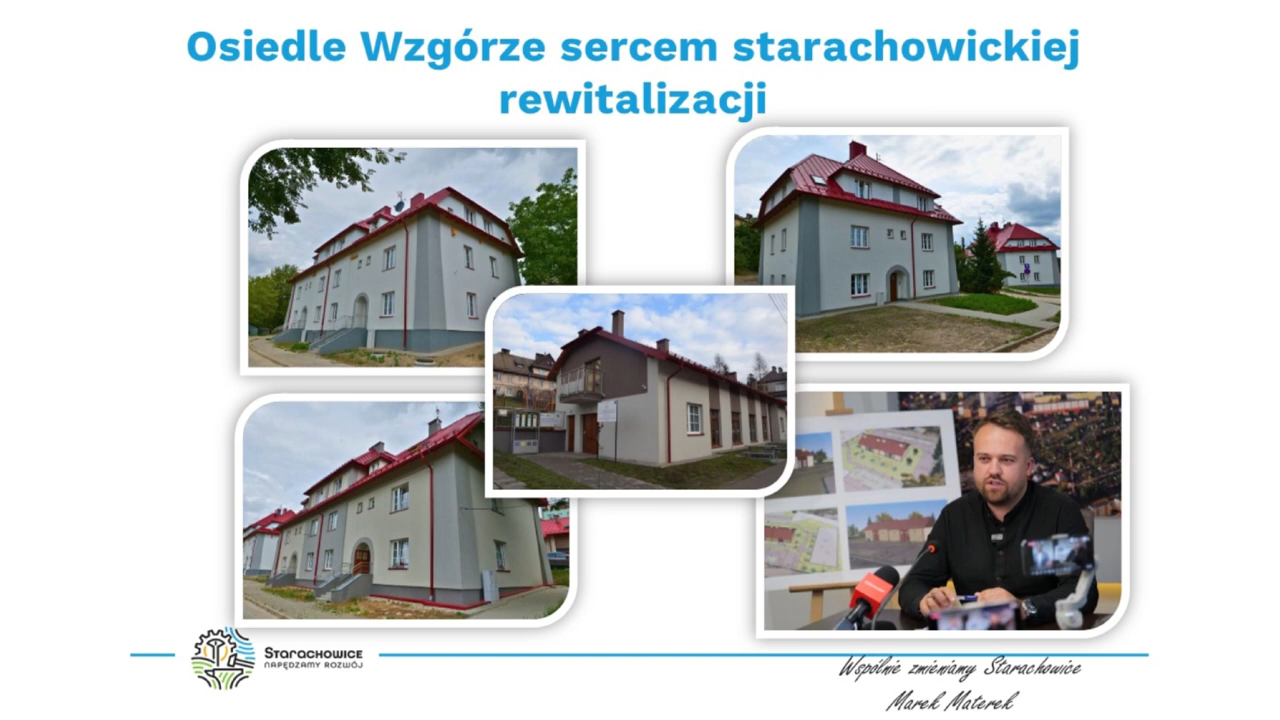 Osiedle Wzgórze sercem starachowickiej
rewitalizacji
Starachowice
NAPĘDZAMY ROZWÓJ
Wspólnie zmieniamy Starachowice
Marek Materek